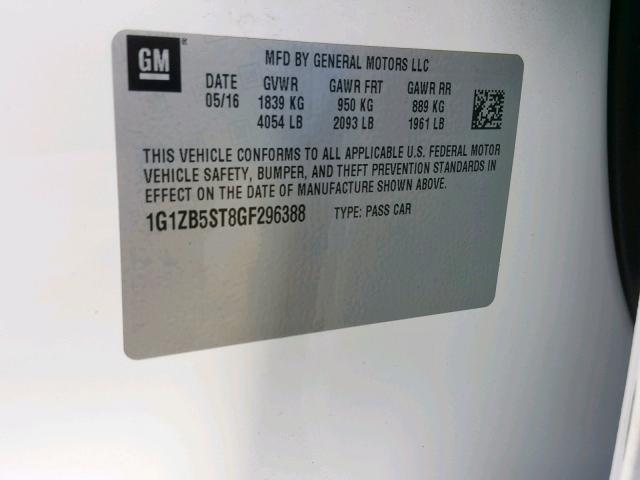 GM
MFD BY GENERAL MOTORS LLC
DATE GVWR GAWR FRT GAWR RR
05/16 1839 KG 950 KG 889 KG
4054 LB 2093 LB 1961 LB
THIS VEHICLE CONFORMS TO ALL APPLICABLE U.S. FEDERAL MOTOR
VEHICLE SAFETY, BUMPER, AND THEFT PREVENTION STANDARDS IN
EFFECT ON THE DATE OF MANUFACTURE SHOWN ABOVE.
1G1ZB5ST8GF296388 TYPE: PASS CAR